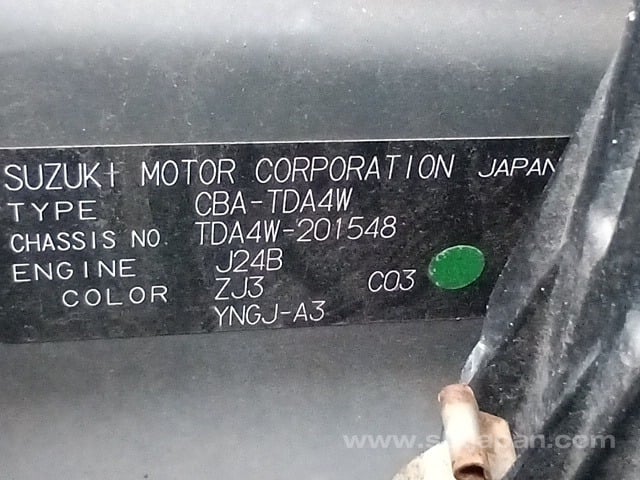 SUZUKI MOTOR CORPORATION JAPAN
TYPE CBA-TDA4W
CHASSIS NO. TDA4W-201548
ENGINE J24B
COLOR ZJ3 C03
YNGJ-A3